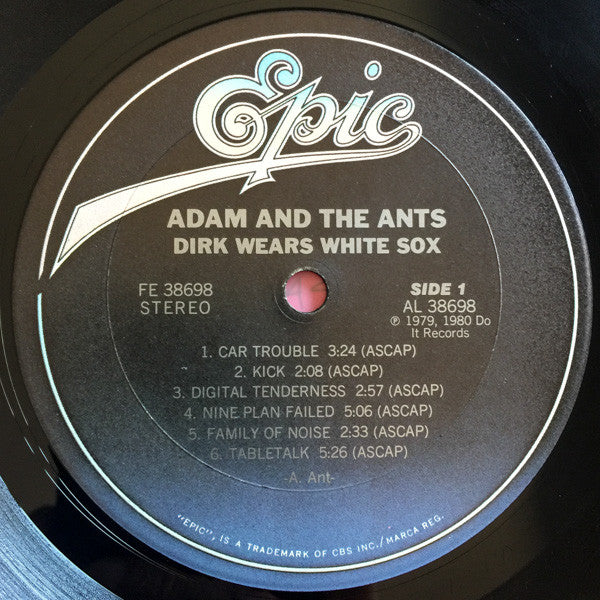 Epic
ADAM AND THE ANTS
DIRK WEARS WHITE SOX
FE 38698
STEREO
SIDE 1
AL 38698
℗ 1979, 1980 Do
It Records
1. CAR TROUBLE 3:24 (ASCAP)
2. KICK 2:08 (ASCAP)
3. DIGITAL TENDERNESS 2:57 (ASCAP)
4. NINE PLAN FAILED 5:06 (ASCAP)
5. FAMILY OF NOISE 2:33 (ASCAP)
6. TABLETALK 5:26 (ASCAP)
-A. Ant-
"EPIC", IS A TRADEMARK OF CBS INC./MARCA REG.